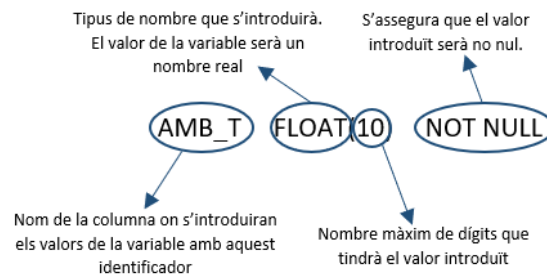 Tipus de nombre que s'introduirà.
El valor de la variable serà un
nombre real
S'assegura que el valor
introduït serà no nul.
AMB_T FLOAT(10) NOT NULL
Nom de la columna on s'introduiran
els valors de la variable amb aquest
identificador
Nombre màxim de dígits que
tindrà el valor introduït